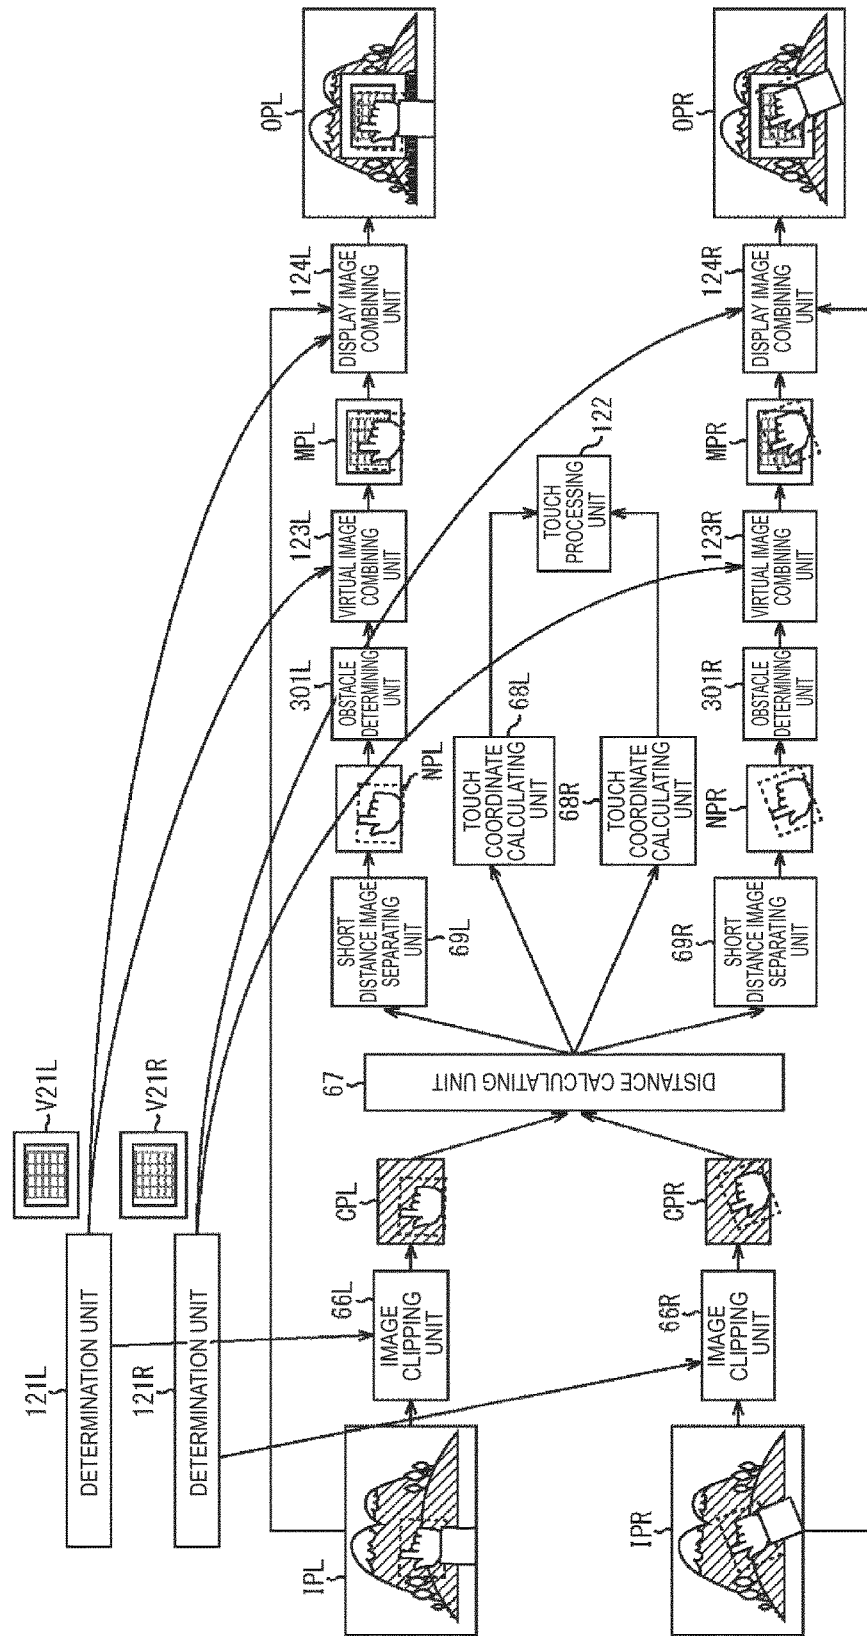 121L
DETERMINATION UNIT
V21L
121R
DETERMINATION UNIT
V21R
IPL
66L
IMAGE
CLIPPING
UNIT
CPL
IPR
66R
IMAGE
CLIPPING
UNIT
CPR
67
DISTANCE CALCULATING UNIT
SHORT
DISTANCE IMAGE
SEPARATING
UNIT
69L
NPL
301L
OBSTACLE
DETERMINING
UNIT
123L
VIRTUAL IMAGE
COMBINING
UNIT
MPL
124L
DISPLAY IMAGE
COMBINING
UNIT
OPL
TOUCH
COORDINATE
CALCULATING
UNIT
68L
68R
TOUCH
COORDINATE
CALCULATING
UNIT
TOUCH
PROCESSING
UNIT
122
69R
SHORT
DISTANCE IMAGE
SEPARATING
UNIT
NPR
301R
OBSTACLE
DETERMINING
UNIT
123R
VIRTUAL IMAGE
COMBINING
UNIT
MPR
124R
DISPLAY IMAGE
COMBINING
UNIT
OPR